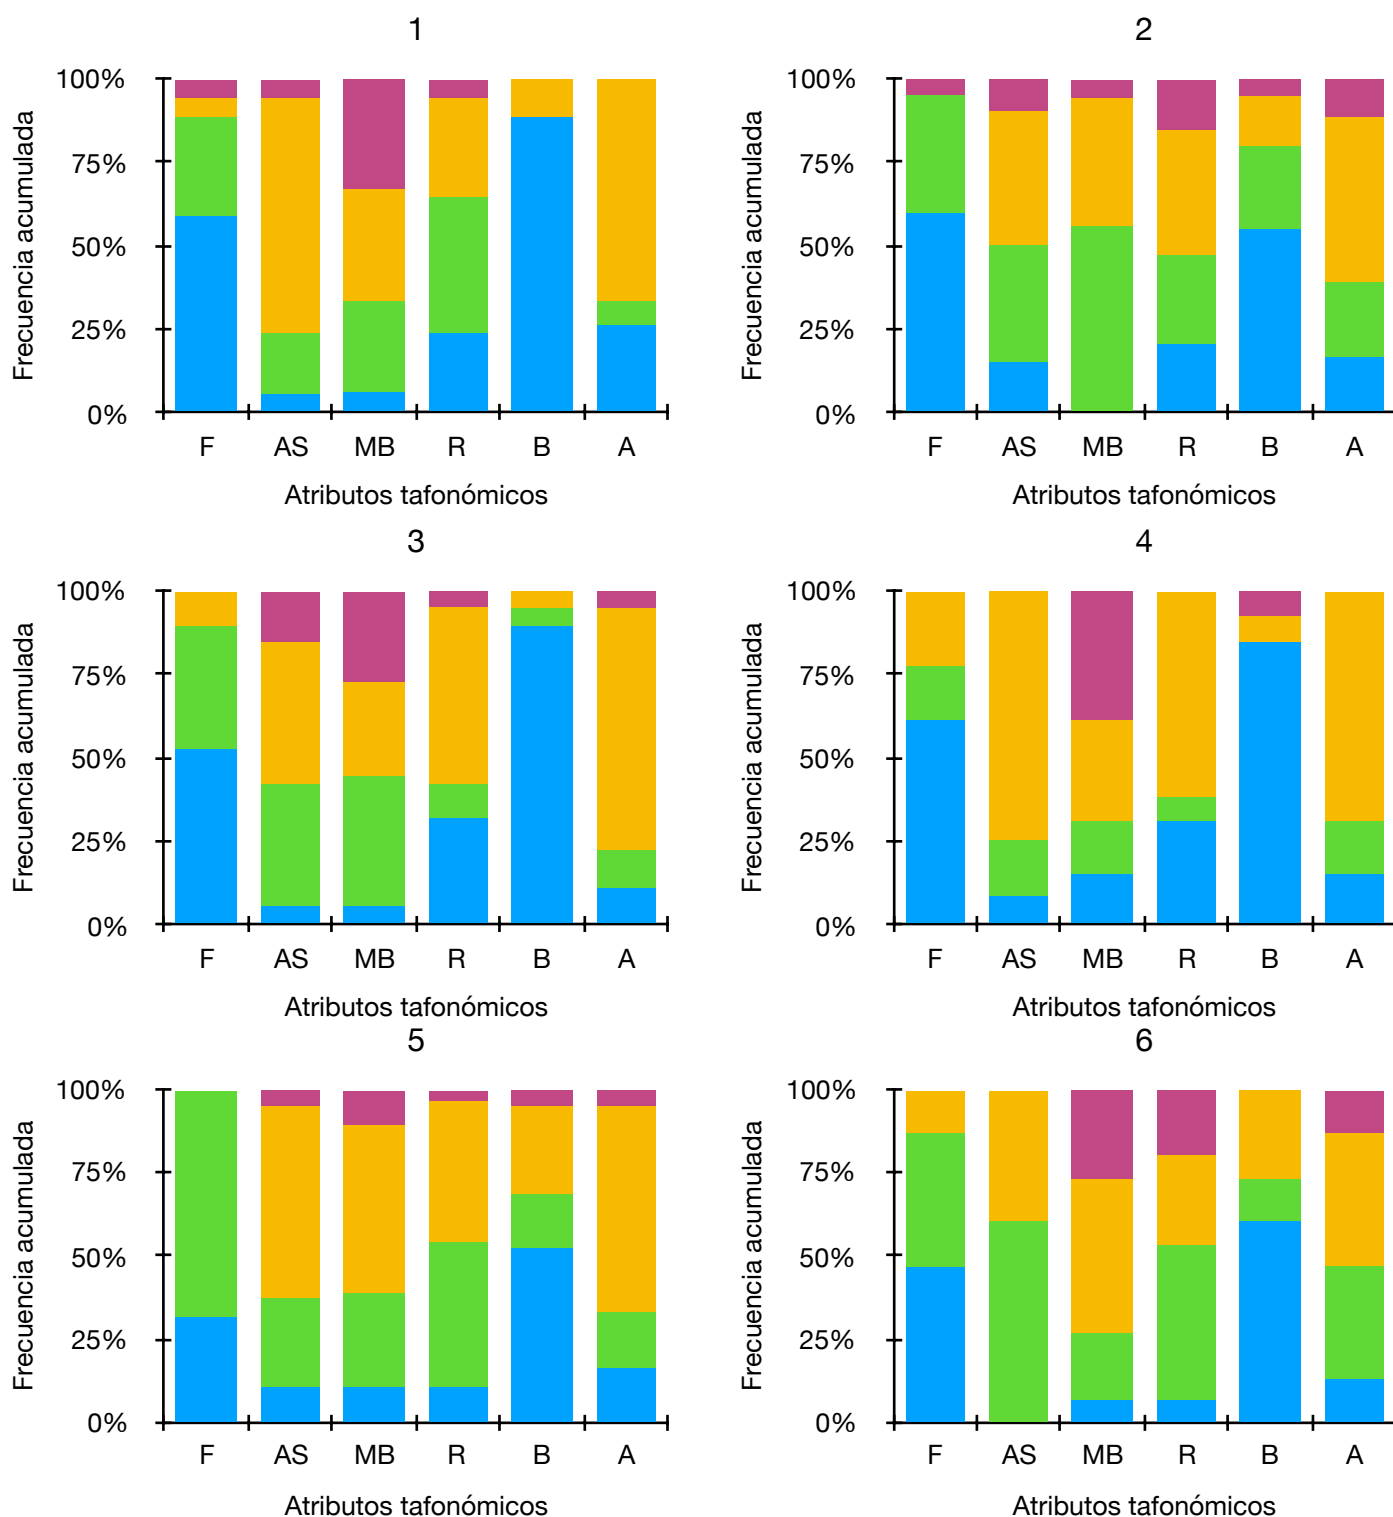 1
100%
75%
50%
25%
0%
Frecuencia acumulada
F AS MB R B A
Atributos tafonómicos
2
100%
75%
50%
25%
0%
Frecuencia acumulada
F AS MB R B A
Atributos tafonómicos
3
100%
75%
50%
25%
0%
Frecuencia acumulada
F AS MB R B A
Atributos tafonómicos
4
100%
75%
50%
25%
0%
Frecuencia acumulada
F AS MB R B A
Atributos tafonómicos
5
100%
75%
50%
25%
0%
Frecuencia acumulada
F AS MB R B A
Atributos tafonómicos
6
100%
75%
50%
25%
0%
Frecuencia acumulada
F AS MB R B A
Atributos tafonómicos